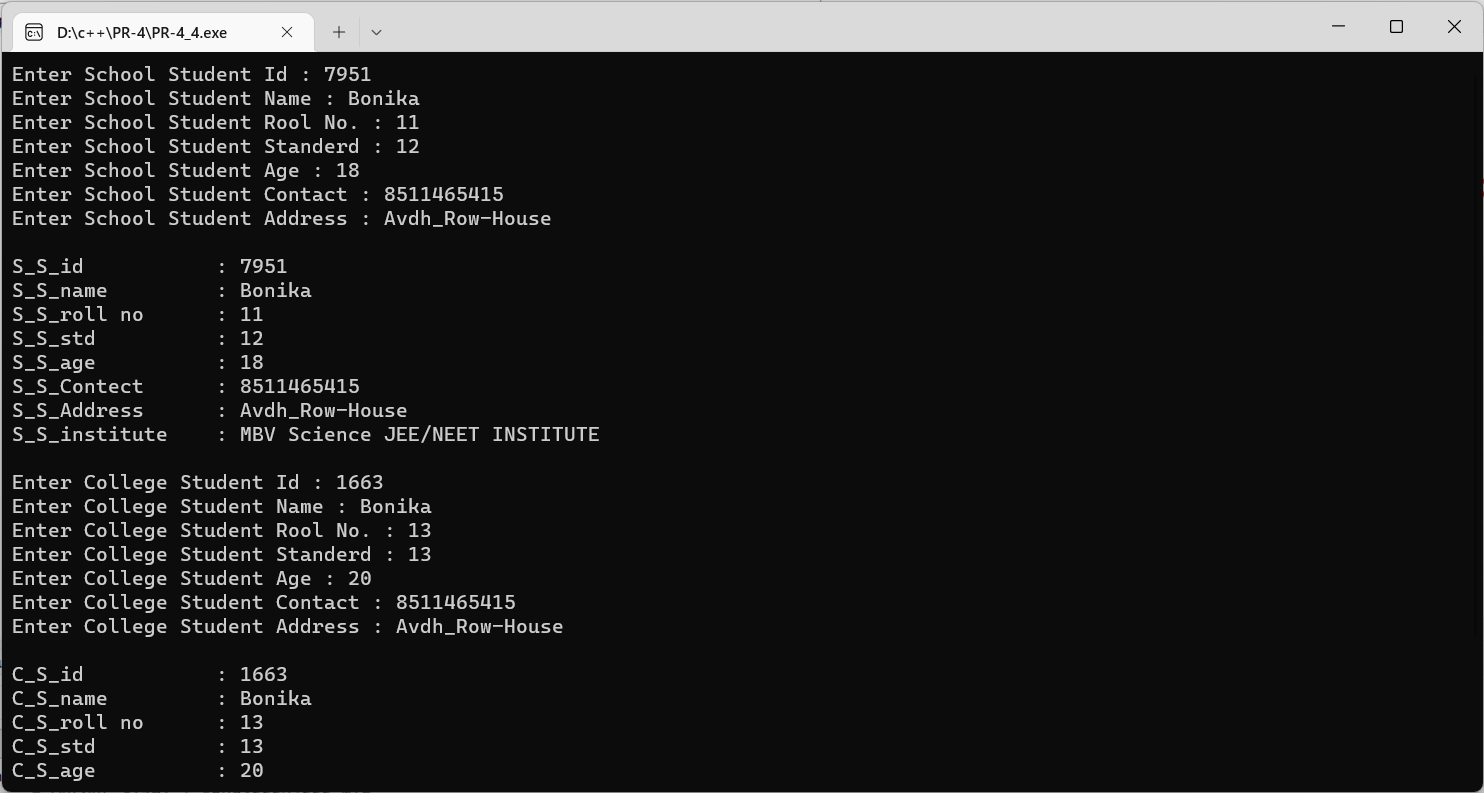 D:\c++\PR-4\PR-4_4.exe
Enter School Student Id : 7951
Enter School Student Name : Bonika
Enter School Student Rool No. : 11
Enter School Student Standerd : 12
Enter School Student Age : 18
Enter School Student Contact : 8511465415
Enter School Student Address : Avdh_Row-House
S_S_id : 7951
S_S_name : Bonika
S_S_roll no : 11
S_S_std : 12
S_S_age : 18
S_S_Contect : 8511465415
S_S_Address : Avdh_Row-House
S_S_institute : MBV Science JEE/NEET INSTITUTE
Enter College Student Id : 1663
Enter College Student Name : Bonika
Enter College Student Rool No. : 13
Enter College Student Standerd : 13
Enter College Student Age : 20
Enter College Student Contact : 8511465415
Enter College Student Address : Avdh_Row-House
C_S_id : 1663
C_S_name : Bonika
C_S_roll no : 13
C_S_std : 13
C_S_age : 20